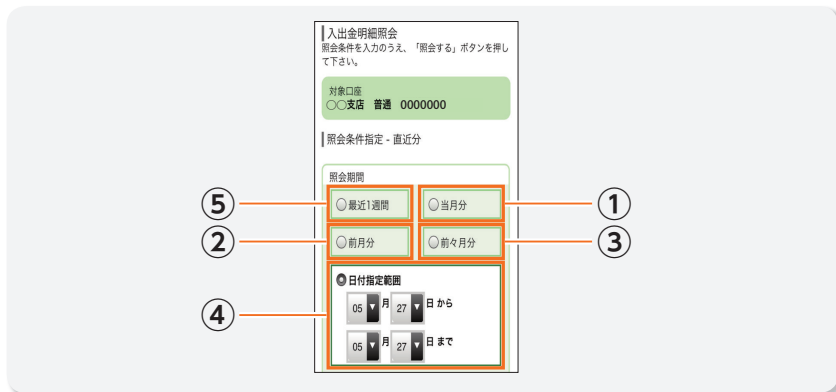 入出金明細照会
照会条件を入力のうえ、「照会する」ボタンを押し
て下さい。
対象口座
○○支店 普通 0000000
照会条件指定 - 直近分
照会期間
⑤ 最近1週間 当月分 ①
② 前月分 前々月分 ③
日付指定範囲
05 月 27 日 から
④
05 月 27 日 まで